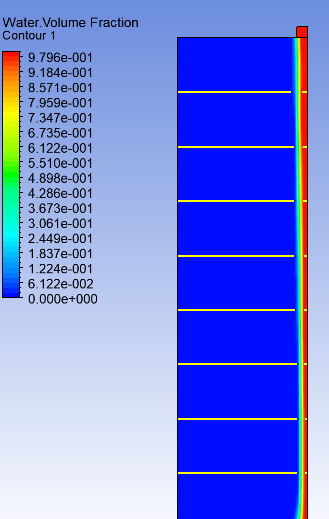 Water.Volume Fraction
Contour 1
9.796e-001
9.184e-001
8.571e-001
7.959e-001
7.347e-001
6.735e-001
6.122e-001
5.510e-001
4.898e-001
4.286e-001
3.673e-001
3.061e-001
2.449e-001
1.837e-001
1.224e-001
6.122e-002
0.000e+000